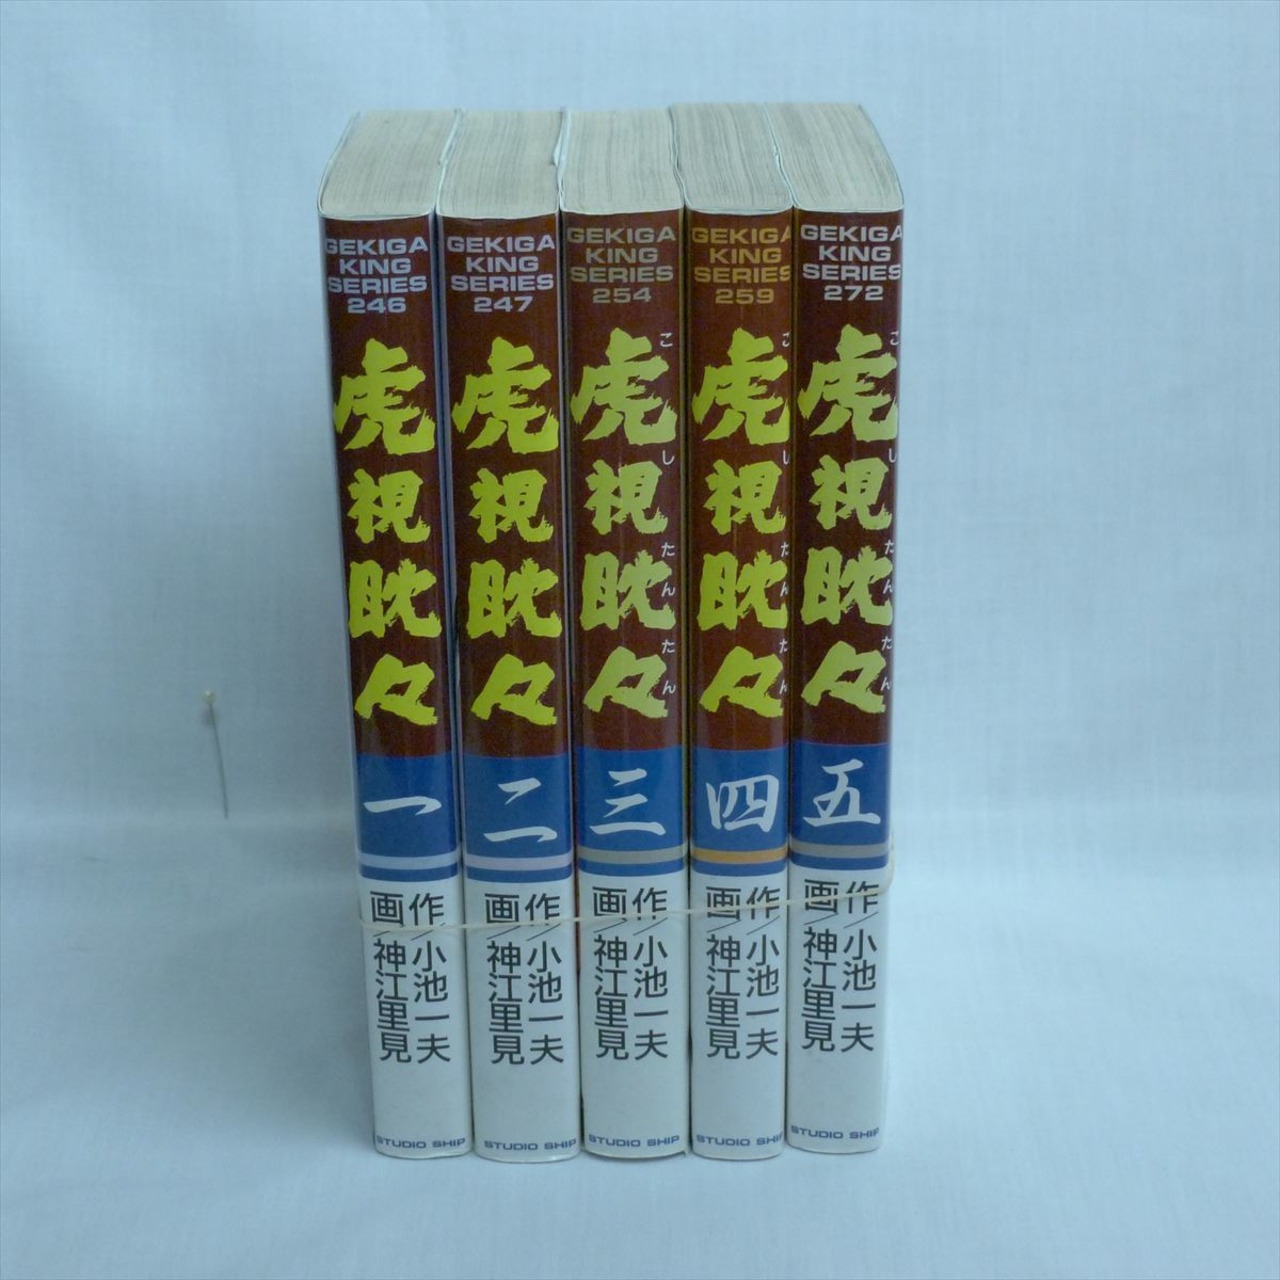 GEKIGA
KING
SERIES
246
虎視眈々
一
作/小池一夫
画/神江里見
STUDIO SHIP
GEKIGA
KING
SERIES
247
虎視眈々
二
作/小池一夫
画/神江里見
STUDIO SHIP
GEKIGA
KING
SERIES
254
虎視眈々
こしたんたん
三
作/小池一夫
画/神江里見
STUDIO SHIP
GEKIGA
KING
SERIES
259
虎視眈々
こしたんたん
四
作/小池一夫
画/神江里見
STUDIO SHIP
GEKIGA
KING
SERIES
272
虎視眈々
こしたんたん
五
作/小池一夫
画/神江里見
STUDIO SHIP